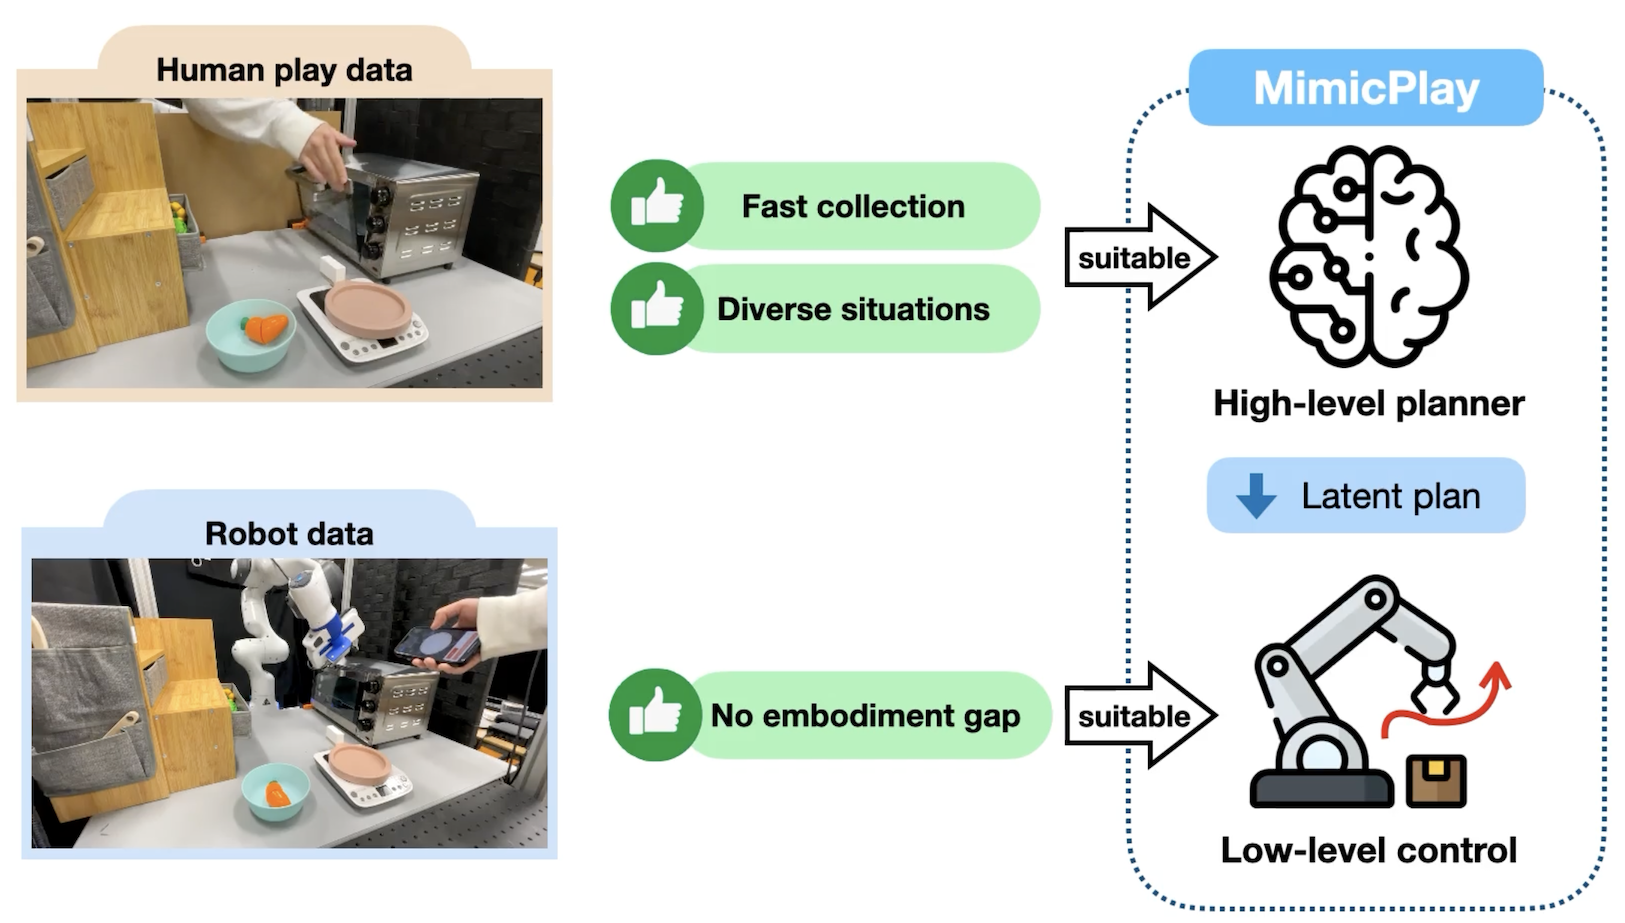 Human play data
MimicPlay
Fast collection
Diverse situations
suitable
High-level planner
Latent plan
Robot data
No embodiment gap
suitable
Low-level control